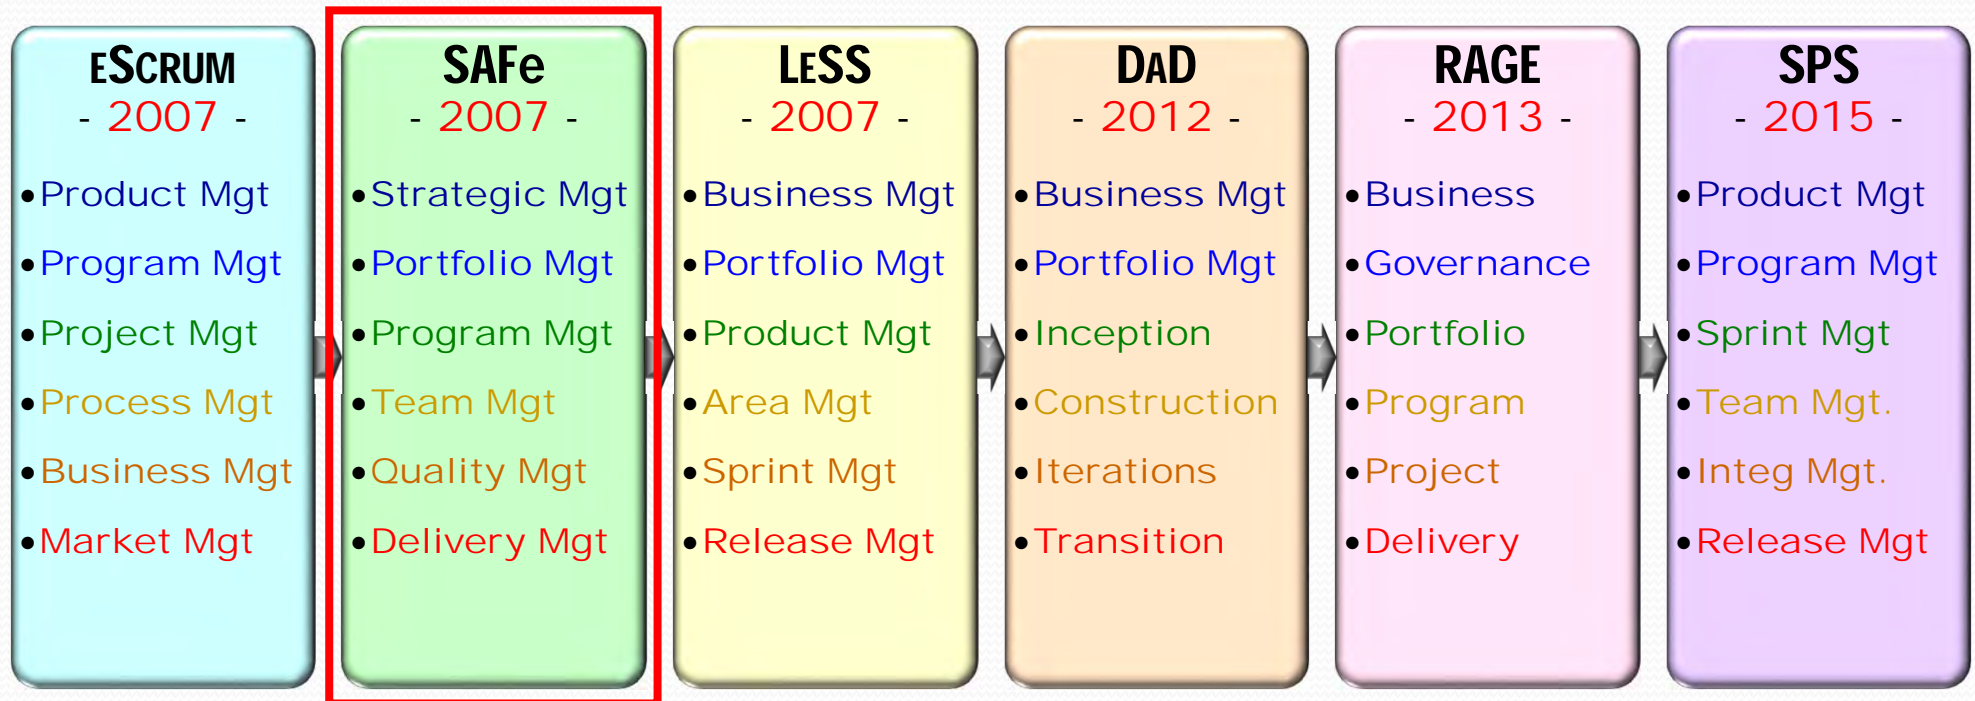 ESCRUM
- 2007 -
•Product Mgt
•Program Mgt
•Project Mgt
•Process Mgt
•Business Mgt
•Market Mgt
SAFe
- 2007 -
•Strategic Mgt
•Portfolio Mgt
•Program Mgt
•Team Mgt
•Quality Mgt
•Delivery Mgt
LESS
- 2007 -
•Business Mgt
•Portfolio Mgt
•Product Mgt
•Area Mgt
•Sprint Mgt
•Release Mgt
DAD
- 2012 -
•Business Mgt
•Portfolio Mgt
•Inception
•Construction
•Iterations
•Transition
RAGE
- 2013 -
•Business
•Governance
•Portfolio
•Program
•Project
•Delivery
SPS
- 2015 -
•Product Mgt
•Program Mgt
•Sprint Mgt
•Team Mgt.
•Integ Mgt.
•Release Mgt